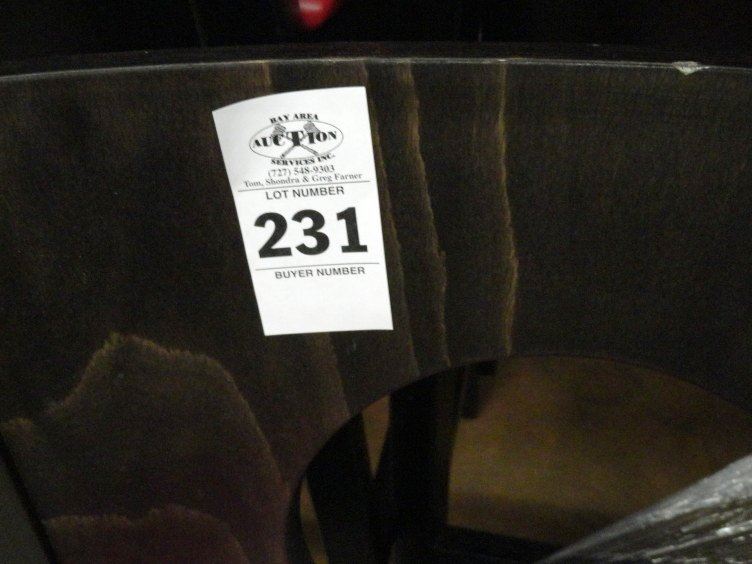 BAY AREA
AUCTION
SERVICES INC.
(727) 548-9303
Tom, Shondra & Greg Farner
LOT NUMBER
231
BUYER NUMBER